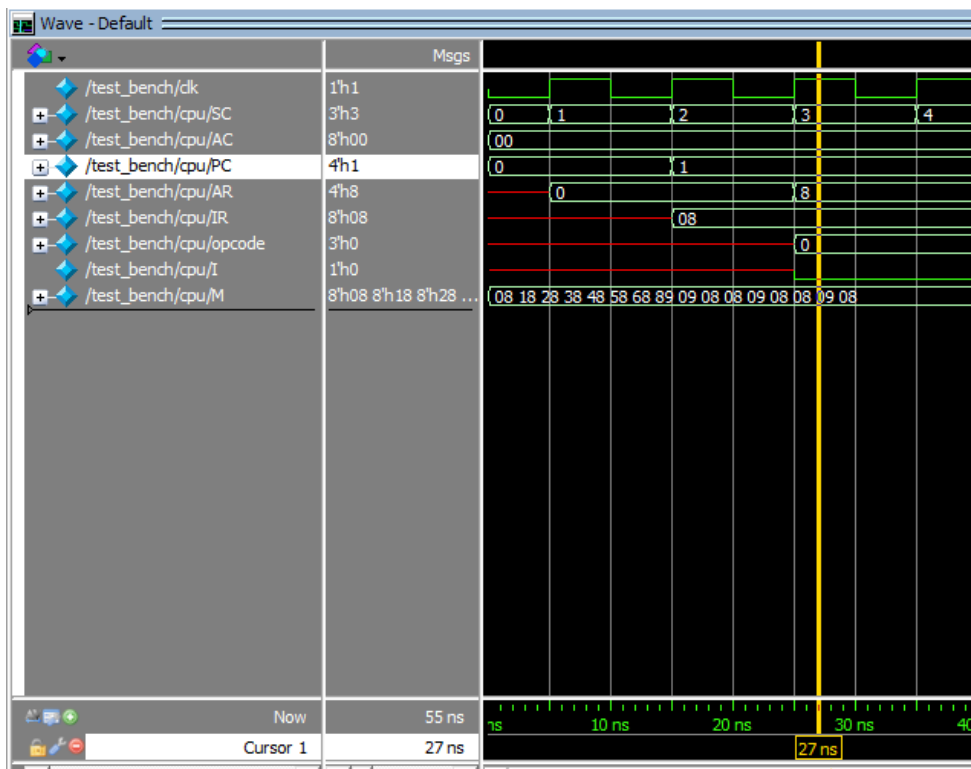 Wave - Default
Msgs
/test_bench/clk 1'h1
/test_bench/cpu/SC 3'h3 0 1 2 3 4
/test_bench/cpu/AC 8'h00 00
/test_bench/cpu/PC 4'h1 0 1
/test_bench/cpu/AR 4'h8 0 8
/test_bench/cpu/IR 8'h08 08
/test_bench/cpu/opcode 3'h0 0
/test_bench/cpu/I 1'h0
/test_bench/cpu/M 8'h08 8'h18 8'h28 ... 08 18 28 38 48 58 68 89 09 08 08 09 08 08 09 08
Now 55 ns ns 10 ns 20 ns 30 ns 40
Cursor 1 27 ns 27 ns